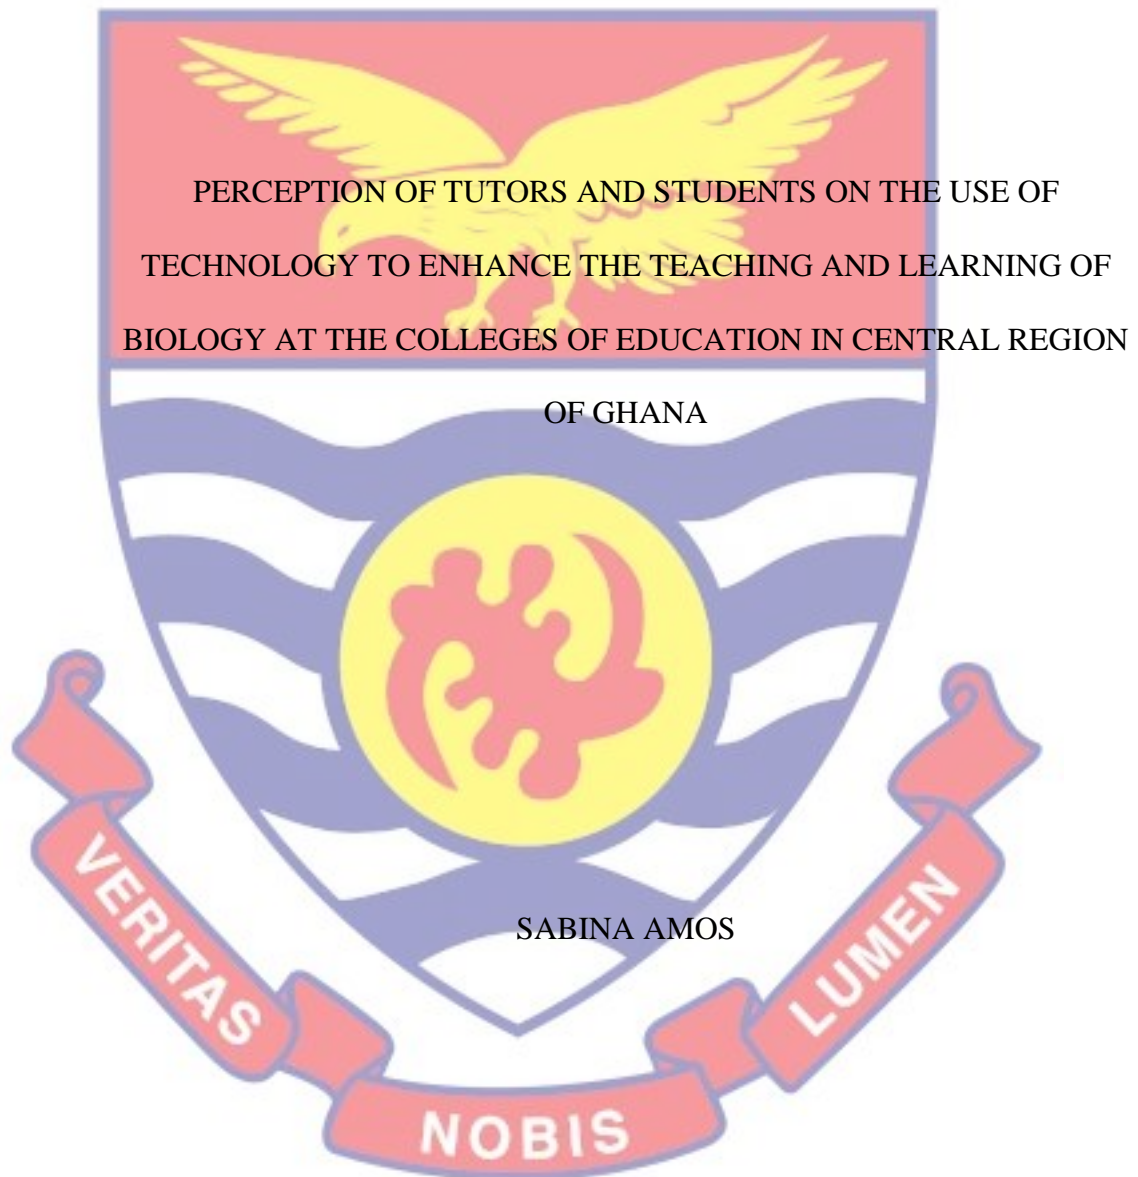 PERCEPTION OF TUTORS AND STUDENTS ON THE USE OF
TECHNOLOGY TO ENHANCE THE TEACHING AND LEARNING OF
BIOLOGY AT THE COLLEGES OF EDUCATION IN CENTRAL REGION
OF GHANA
SABINA AMOS
VERITAS
NOBIS
LUMEN